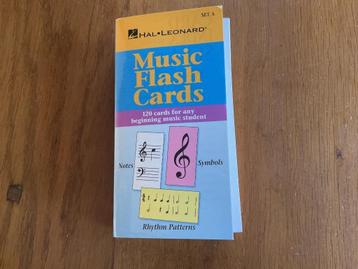 SET A
HAL•LEONARD®
Music
Flash
Cards
120 cards for any
beginning music student
Notes
Symbols
Rhythm Patterns